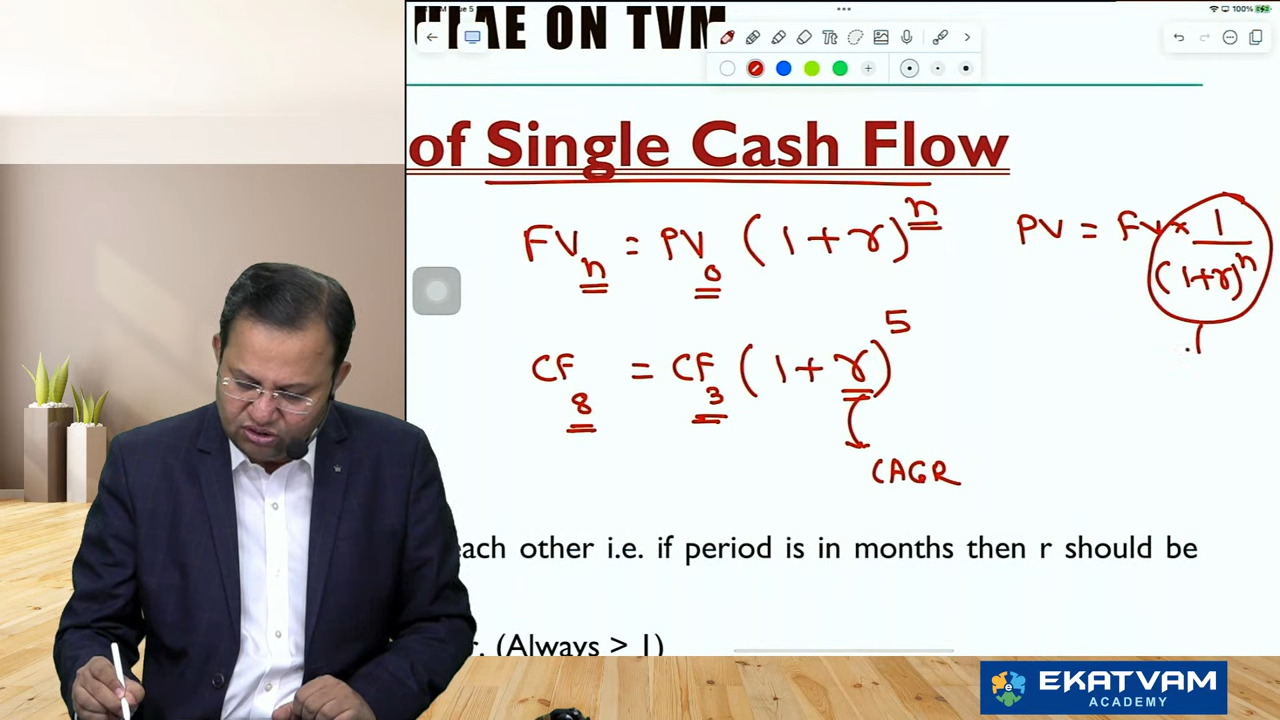 ON TVM
of Single Cash Flow
FVn = PV0 (1+r)^n
PV = FV × 1/(1+r)^n
CF8 = CF3 (1+r)^5
CAGR
each other i.e. if period is in months then r should be
r. (Always > 1)
EKATVAM
ACADEMY
100%